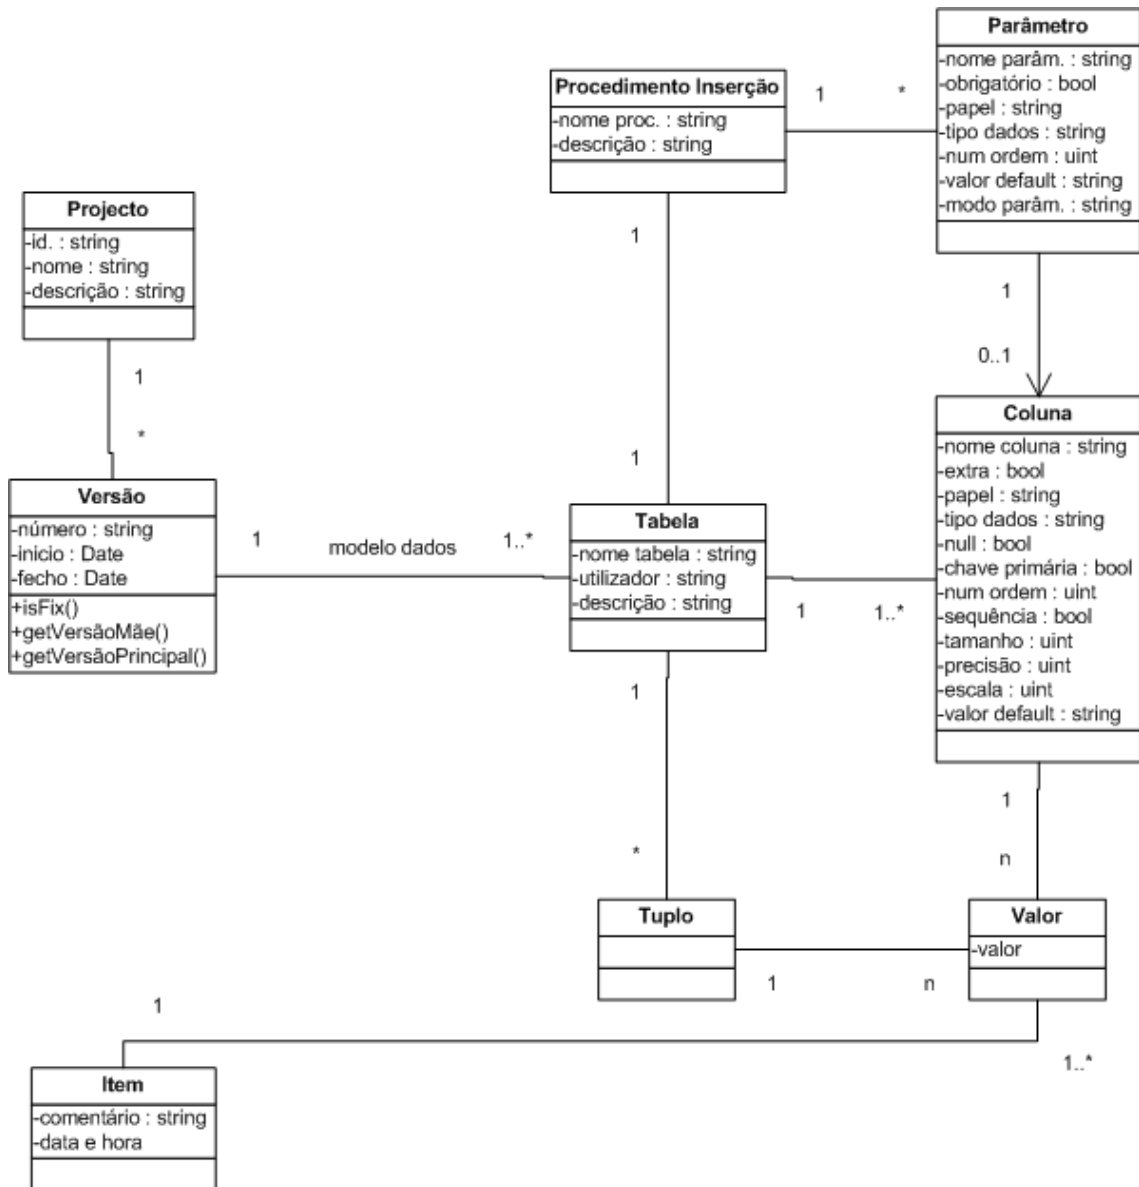 Parâmetro
-nome parâm. : string
-obrigatório : bool
-papel : string
-tipo dados : string
-num ordem : uint
-valor default : string
-modo parâm. : string
Procedimento Inserção
-nome proc. : string
-descrição : string
1
*
Projecto
-id. : string
-nome : string
-descrição : string
1
*
1
1
1
0..1
Versão
-número : string
-inicio : Date
-fecho : Date
+isFix()
+getVersãoMãe()
+getVersãoPrincipal()
1
modelo dados
1..*
Tabela
-nome tabela : string
-utilizador : string
-descrição : string
1
1..*
Coluna
-nome coluna : string
-extra : bool
-papel : string
-tipo dados : string
-null : bool
-chave primária : bool
-num ordem : uint
-sequência : bool
-tamanho : uint
-precisão : uint
-escala : uint
-valor default : string
1
*
1
n
Tuplo
Valor
-valor
1
n
1
1..*
Item
-comentário : string
-data e hora